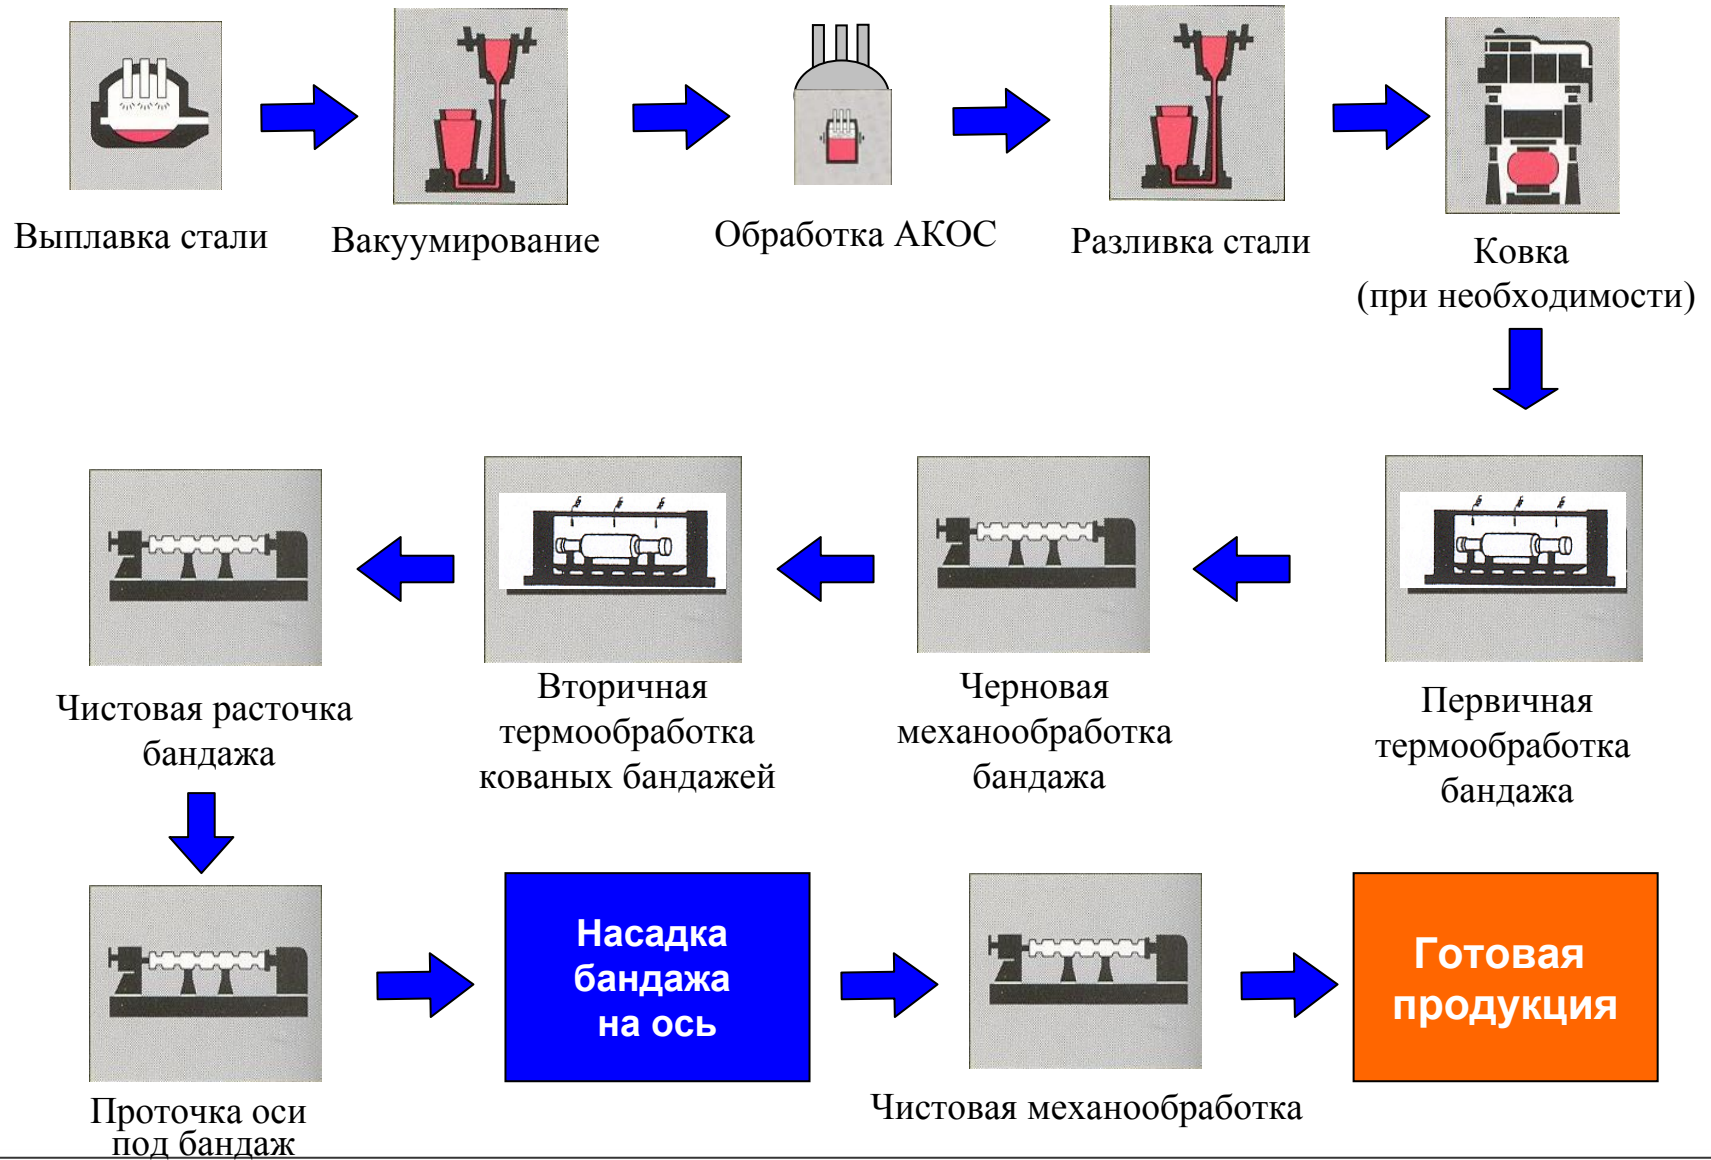 Выплавка стали
Вакуумирование
Обработка АКОС
Разливка стали
Ковка
(при необходимости)
Чистовая расточка
бандажа
Вторичная
термообработка
кованых бандажей
Черновая
механообработка
бандажа
Первичная
термообработка
бандажа
Проточка оси
под бандаж
Насадка
бандажа
на ось
Чистовая механообработка
Готовая
продукция